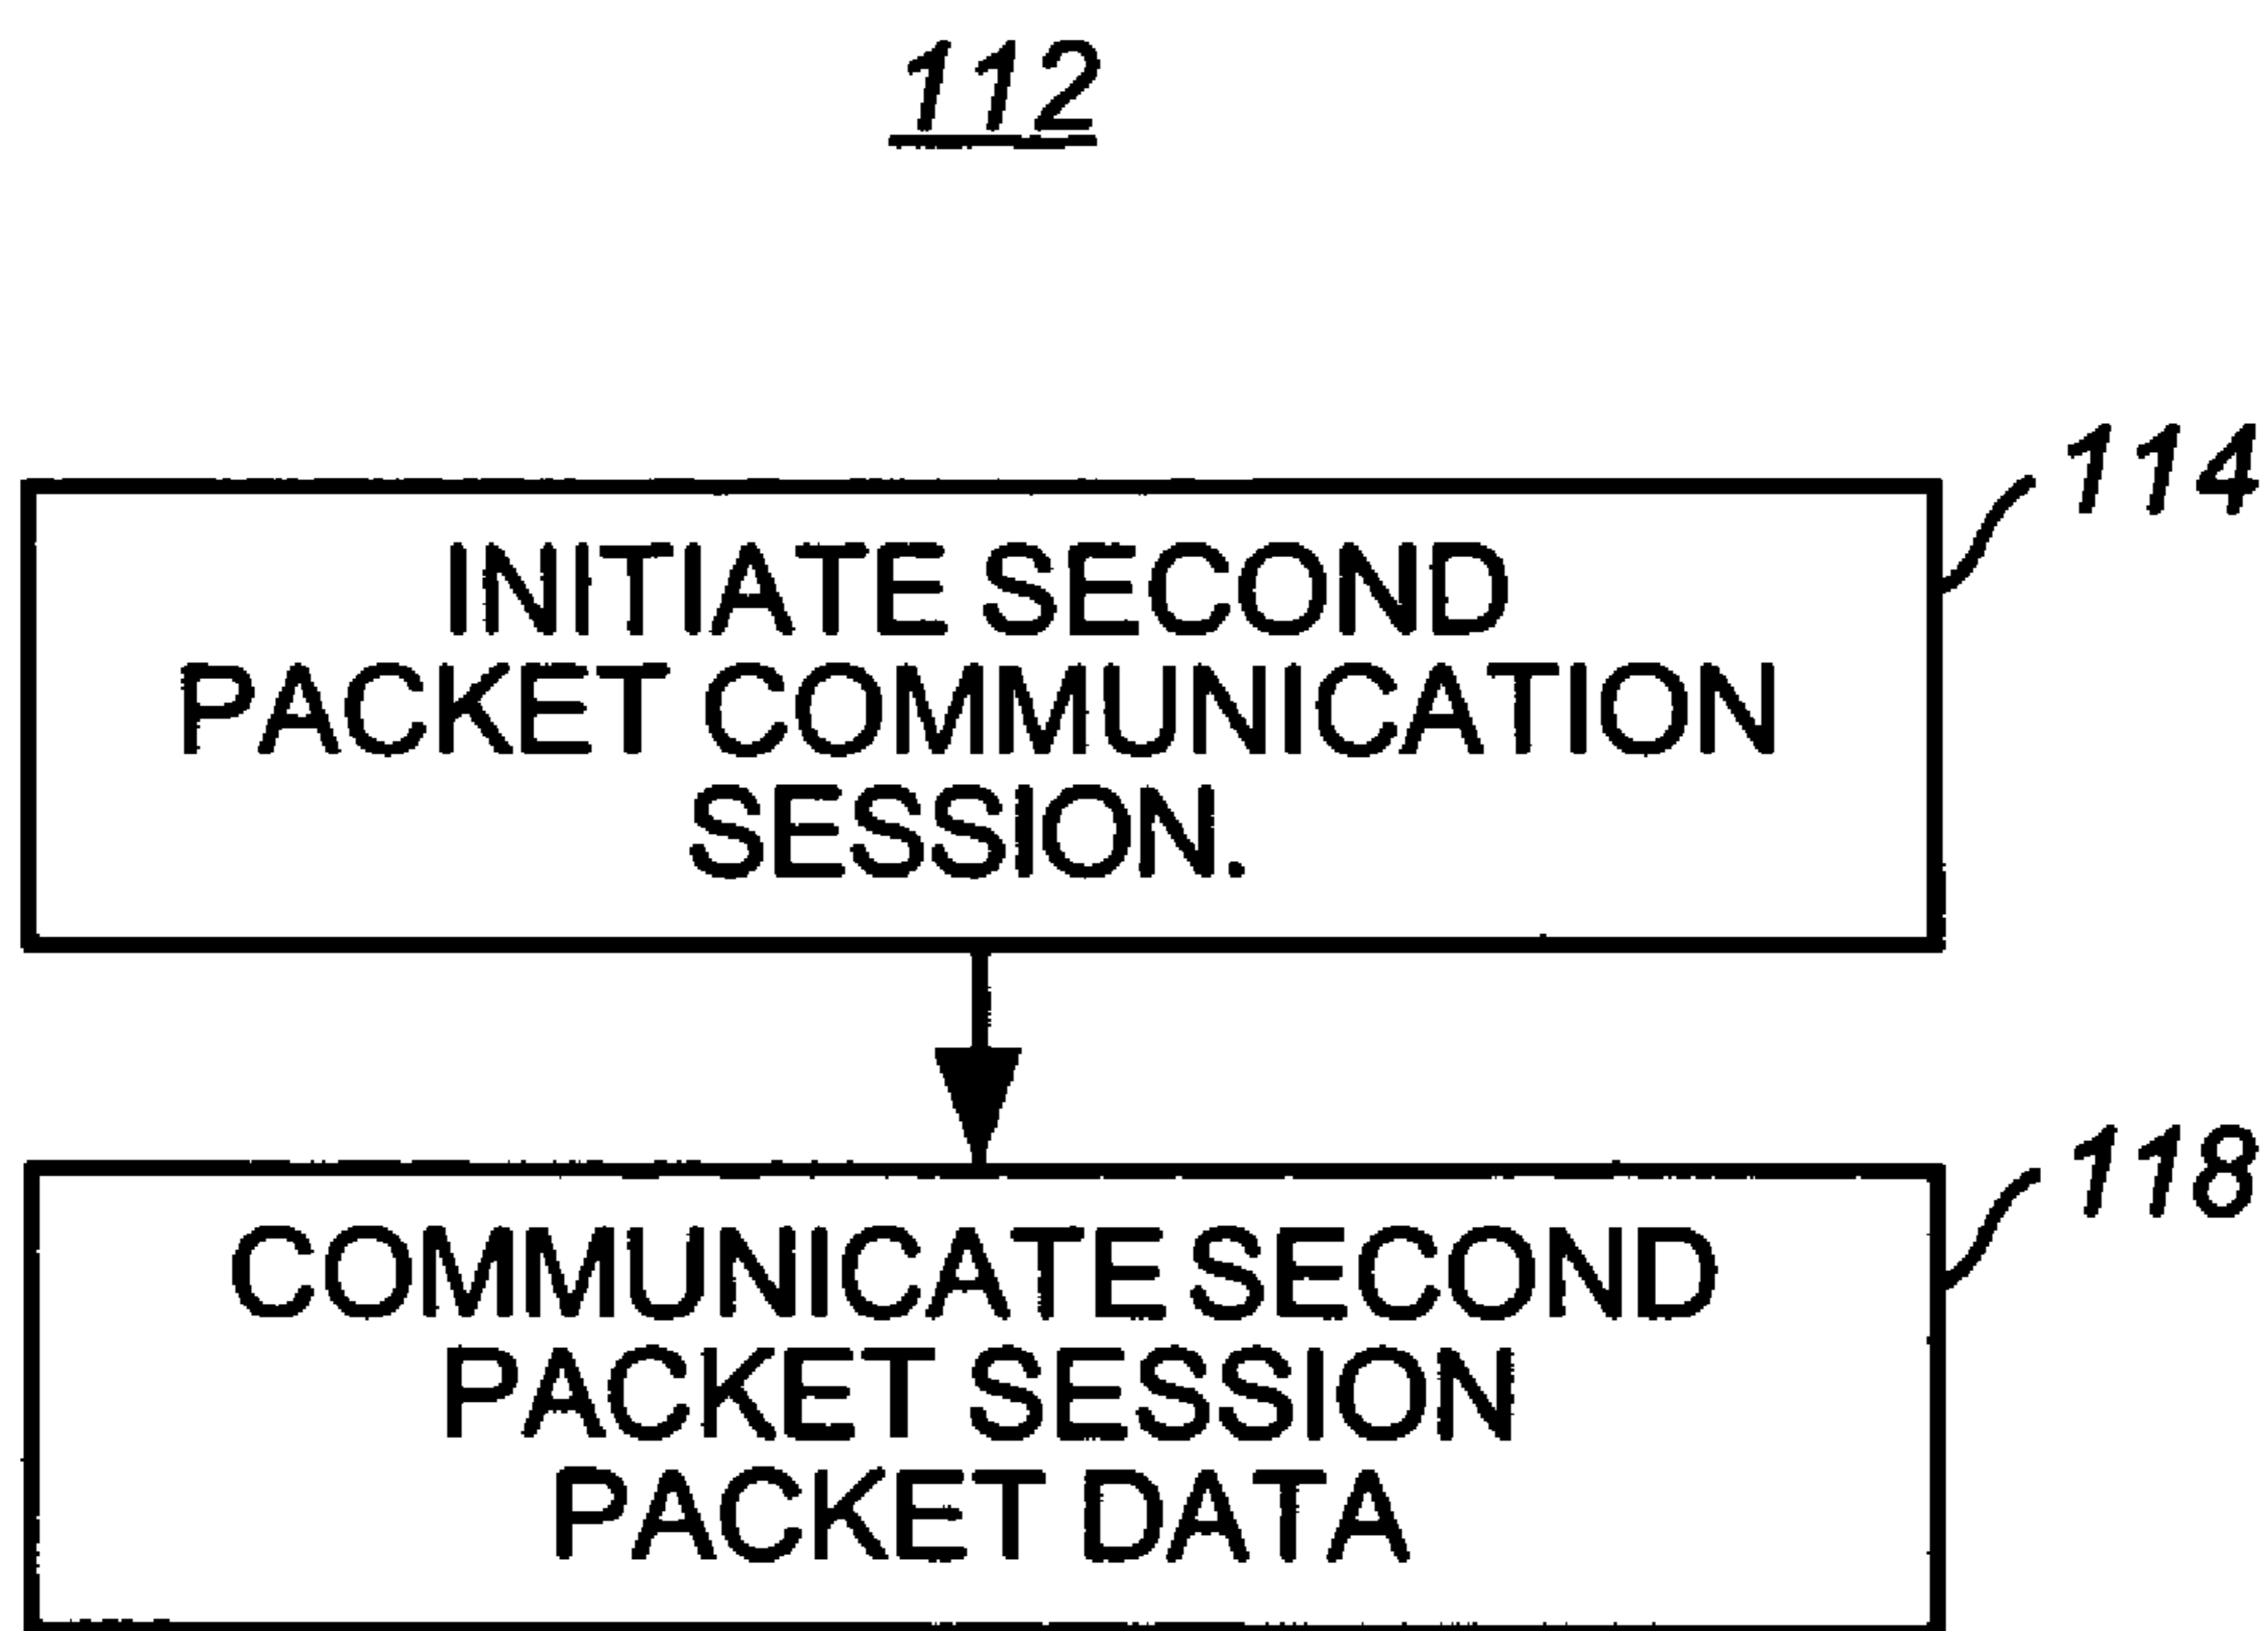 112
114
INITIATE SECOND
PACKET COMMUNICATION
SESSION.
118
COMMUNICATE SECOND
PACKET SESSION
PACKET DATA